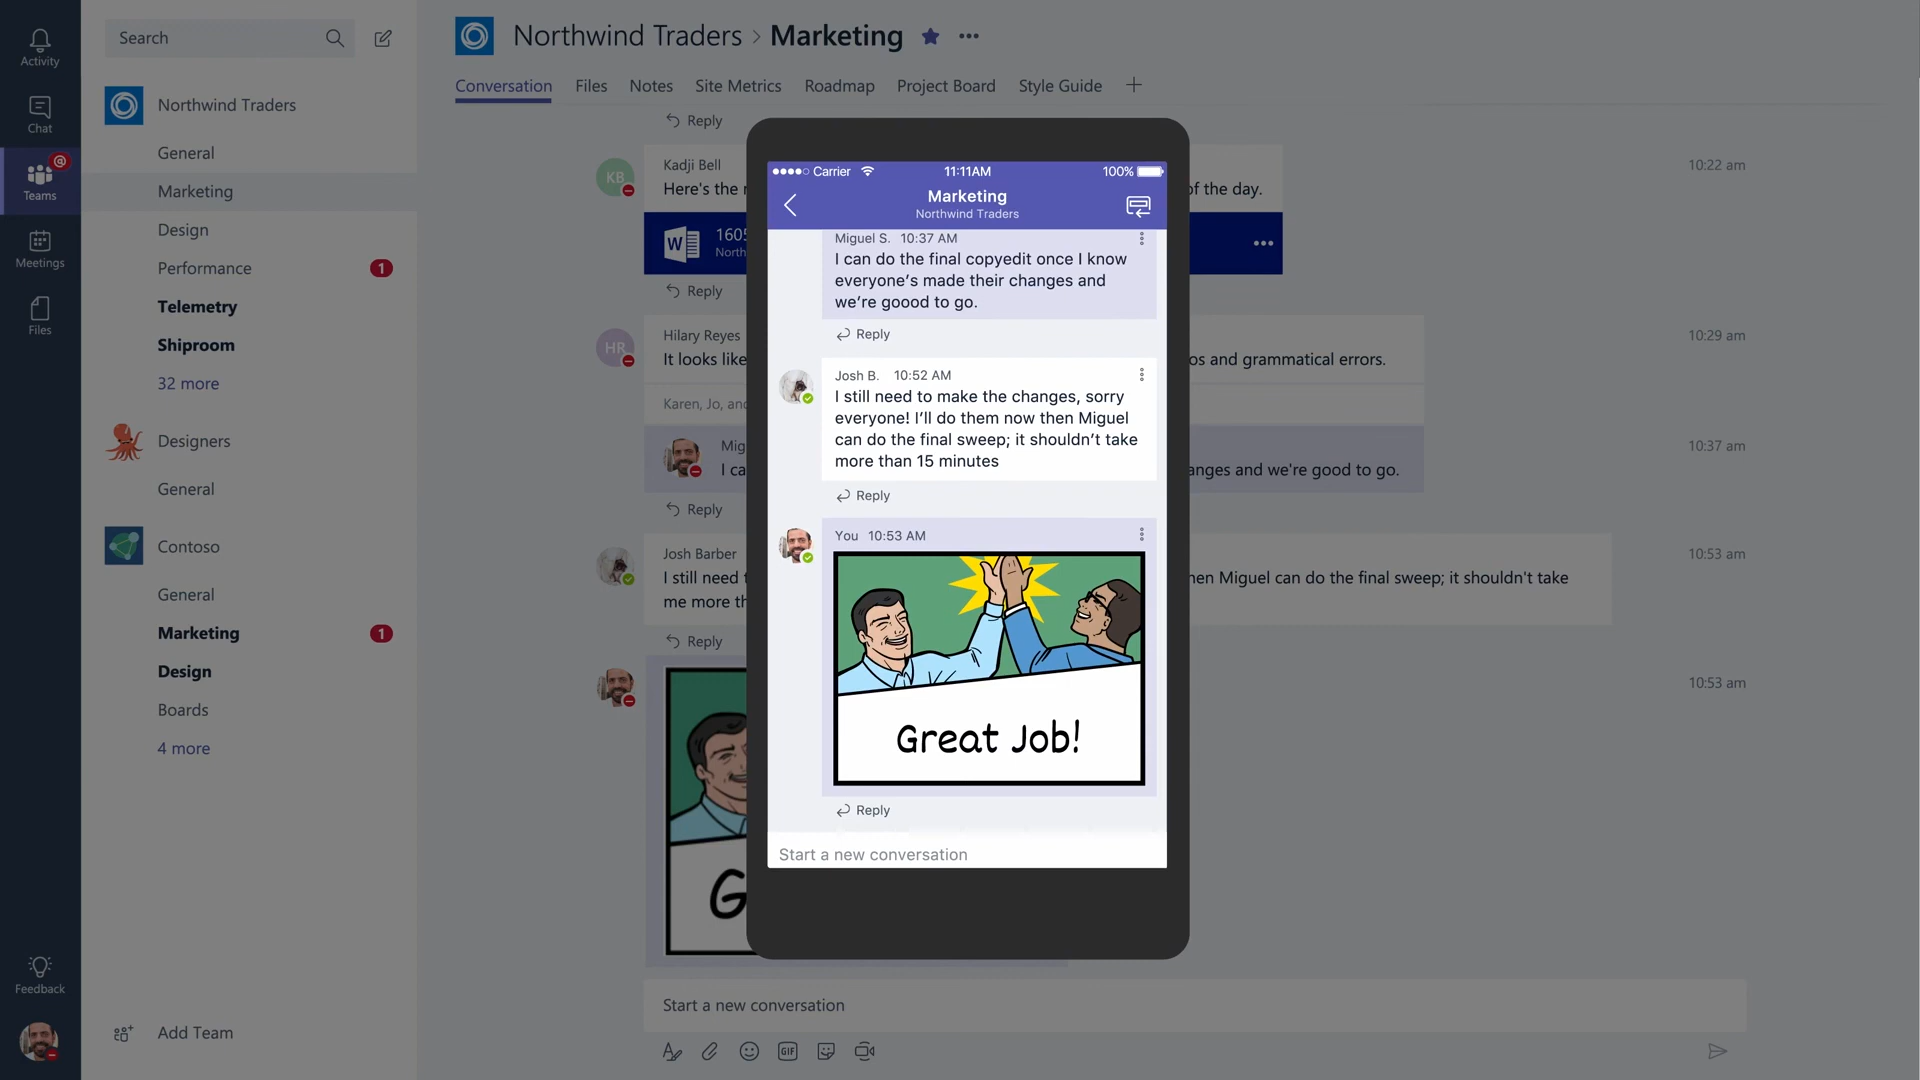 Activity
Chat
@
Teams
Meetings
Files
Feedback
Search
Northwind Traders
General
Marketing
Design
Performance 1
Telemetry
Shiproom
32 more
Designers
General
Contoso
General
Marketing 1
Design
Boards
4 more
Add Team
Northwind Traders > Marketing
Conversation Files Notes Site Metrics Roadmap Project Board Style Guide
Reply
Kadji Bell 10:22 am
KB
Here's the of the day.
W
Reply
Hilary Reyes 10:29 am
HR
It looks like and grammatical errors.
Karen, Jo,
10:37 am
and we're good to go.
Reply
Josh Barber 10:53 am
I still need Miguel can do the final sweep; it shouldn't take
me more
Reply
10:53 am
G
Start a new conversation
GIF
Carrier 11:11AM 100%
Marketing
Northwind Traders
Miguel S. 10:37 AM
I can do the final copyedit once I know
everyone’s made their changes and
we’re goood to go.
Reply
Josh B. 10:52 AM
I still need to make the changes, sorry
everyone! I’ll do them now then Miguel
can do the final sweep; it shouldn’t take
more than 15 minutes
Reply
You 10:53 AM
Great Job!
Reply
Start a new conversation